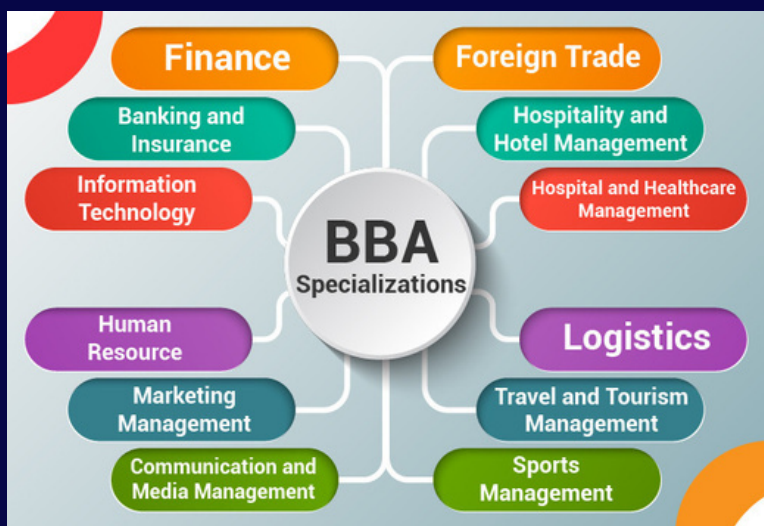 Finance
Foreign Trade
Banking and
Insurance
Hospitality and
Hotel Management
Information
Technology
Hospital and Healthcare
Management
BBA
Specializations
Human
Resource
Logistics
Marketing
Management
Travel and Tourism
Management
Communication and
Media Management
Sports
Management